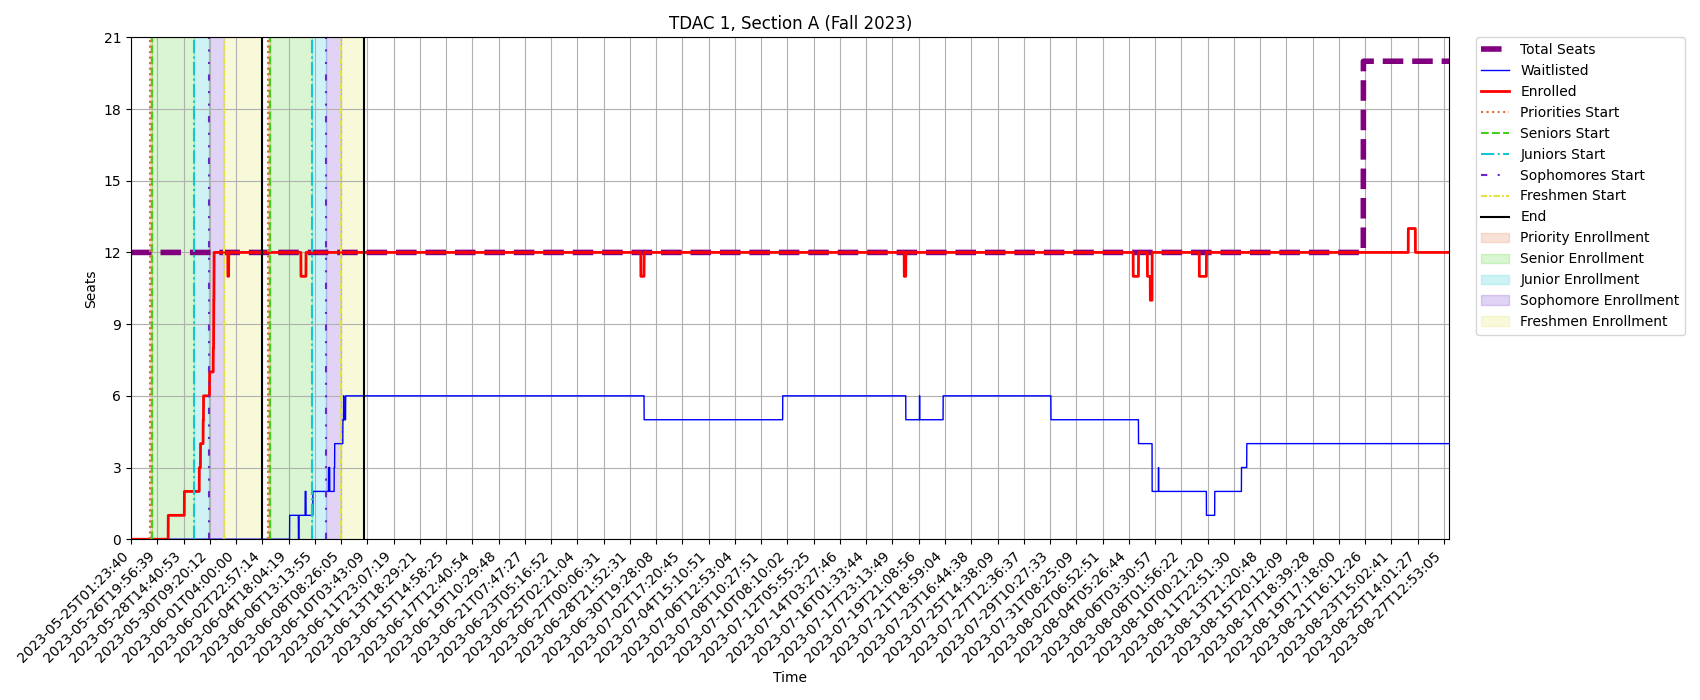 TDAC 1, Section A (Fall 2023)
Seats
21
18
15
12
9
6
3
0
2023-05-25T01:23:40
2023-05-26T19:56:39
2023-05-28T14:40:53
2023-05-30T09:20:12
2023-06-01T04:00:00
2023-06-02T22:57:14
2023-06-04T18:04:19
2023-06-06T13:13:55
2023-06-08T08:26:05
2023-06-10T03:43:09
2023-06-11T23:07:19
2023-06-13T18:29:21
2023-06-15T14:58:25
2023-06-17T12:40:54
2023-06-19T10:29:48
2023-06-21T07:47:27
2023-06-23T05:16:52
2023-06-25T02:21:04
2023-06-27T00:06:31
2023-06-28T21:52:31
2023-06-30T19:28:08
2023-07-02T17:20:45
2023-07-04T15:10:51
2023-07-06T12:53:04
2023-07-08T10:27:51
2023-07-10T08:10:02
2023-07-12T05:55:25
2023-07-14T03:27:46
2023-07-16T01:33:44
2023-07-17T23:13:49
2023-07-19T21:08:56
2023-07-21T18:59:04
2023-07-23T16:44:38
2023-07-25T14:38:09
2023-07-27T12:36:37
2023-07-29T10:27:33
2023-07-31T08:25:09
2023-08-02T06:52:51
2023-08-04T05:26:44
2023-08-06T03:30:57
2023-08-08T01:56:22
2023-08-10T00:21:20
2023-08-11T22:51:30
2023-08-13T21:20:48
2023-08-15T20:12:09
2023-08-17T18:39:28
2023-08-19T17:18:00
2023-08-21T16:12:26
2023-08-23T15:02:41
2023-08-25T14:01:27
2023-08-27T12:53:05
Time
Total Seats
Waitlisted
Enrolled
Priorities Start
Seniors Start
Juniors Start
Sophomores Start
Freshmen Start
End
Priority Enrollment
Senior Enrollment
Junior Enrollment
Sophomore Enrollment
Freshmen Enrollment